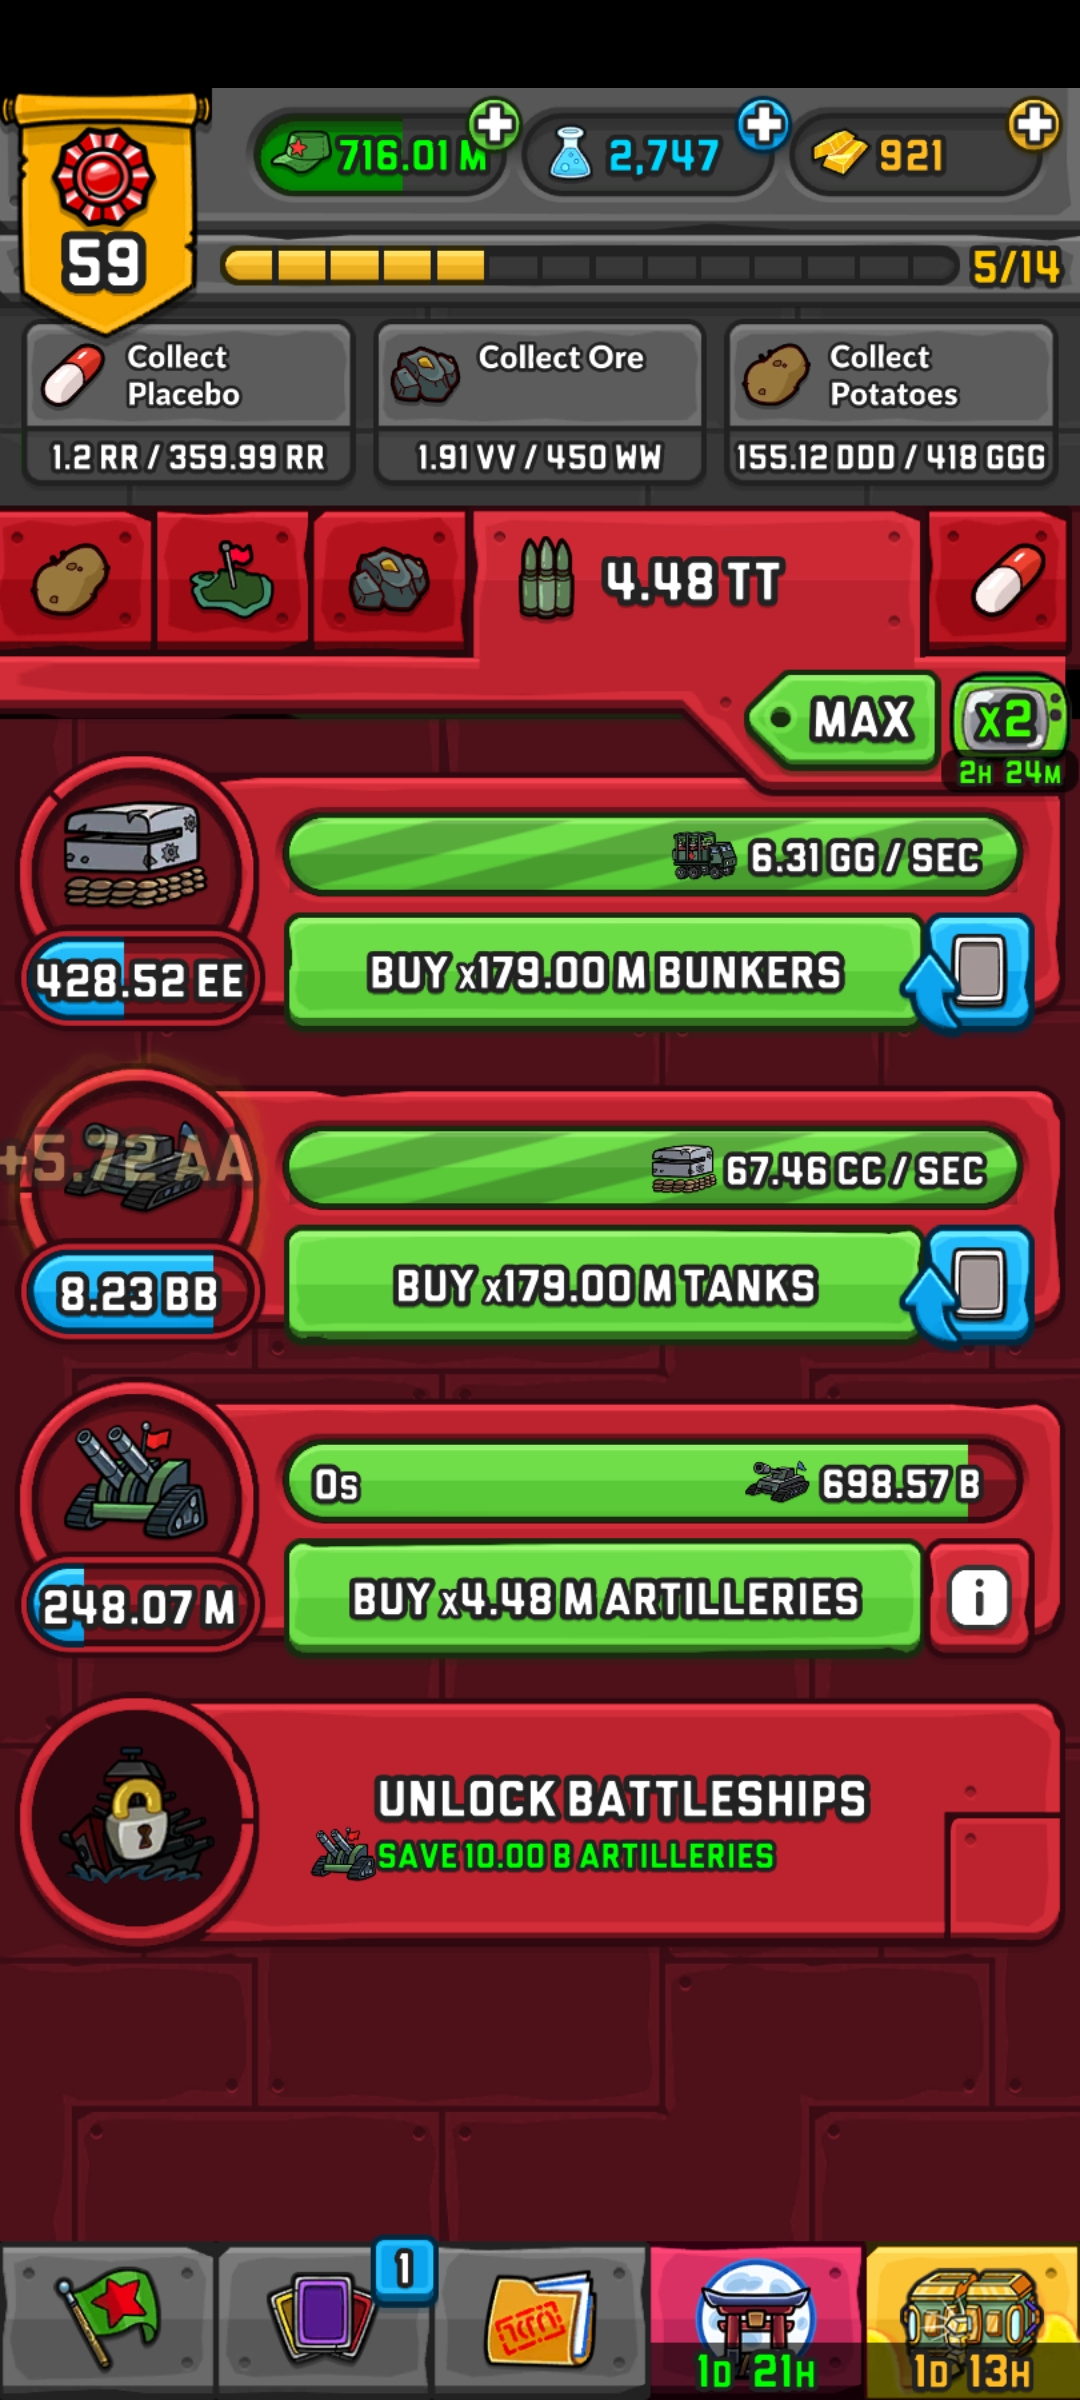 716.01 M
2,747
921
59
5/14
Collect
Placebo
1.2 RR / 359.99 RR
Collect Ore
1.91 VV / 450 WW
Collect
Potatoes
155.12 DDD / 418 GGG
4.48 TT
MAX
x2
2H 24M
6.31 GG / SEC
428.52 EE
BUY x179.00 M BUNKERS
+5.72 AA
67.46 CC / SEC
8.23 BB
BUY x179.00 M TANKS
0s
698.57 B
248.07 M
BUY x4.48 M ARTILLERIES
i
UNLOCK BATTLESHIPS
SAVE 10.00 B ARTILLERIES
1
1D 21H
1D 13H